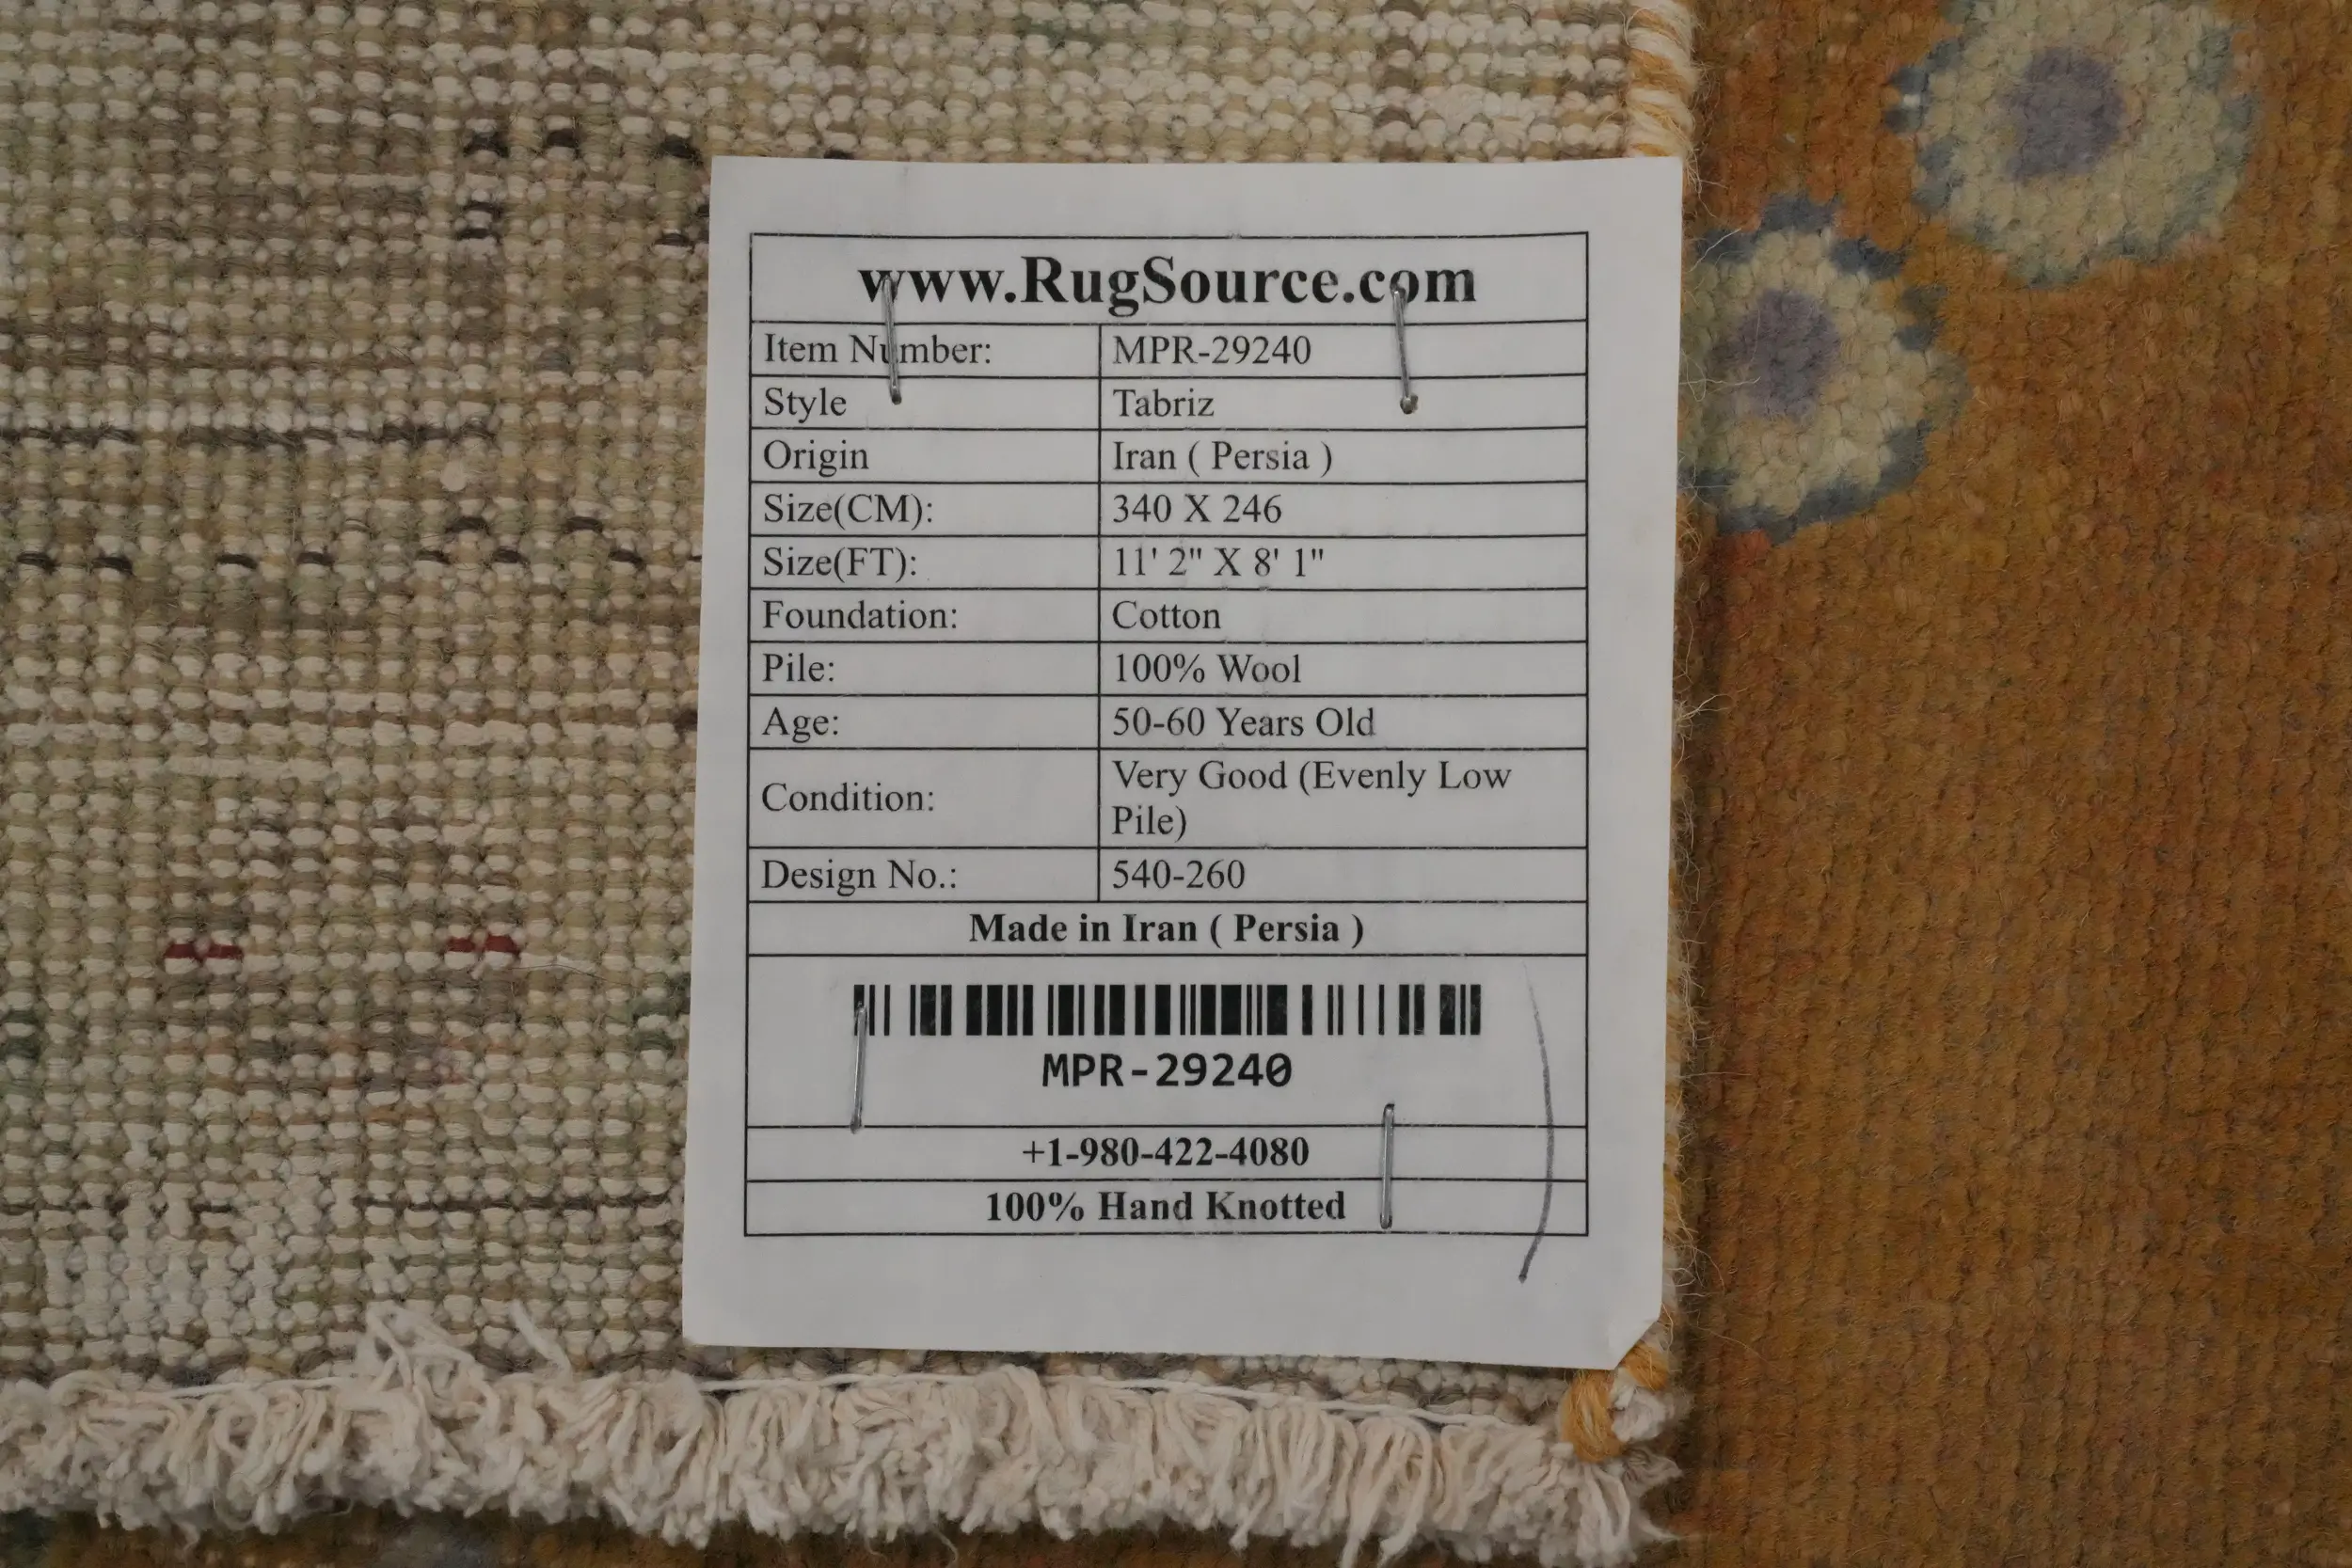 www.RugSource.com
Item Number: MPR-29240
Style Tabriz
Origin Iran ( Persia )
Size(CM): 340 X 246
Size(FT): 11' 2" X 8' 1"
Foundation: Cotton
Pile: 100% Wool
Age: 50-60 Years Old
Condition: Very Good (Evenly Low
Pile)
Design No.: 540-260
Made in Iran ( Persia )
MPR-29240
+1-980-422-4080
100% Hand Knotted